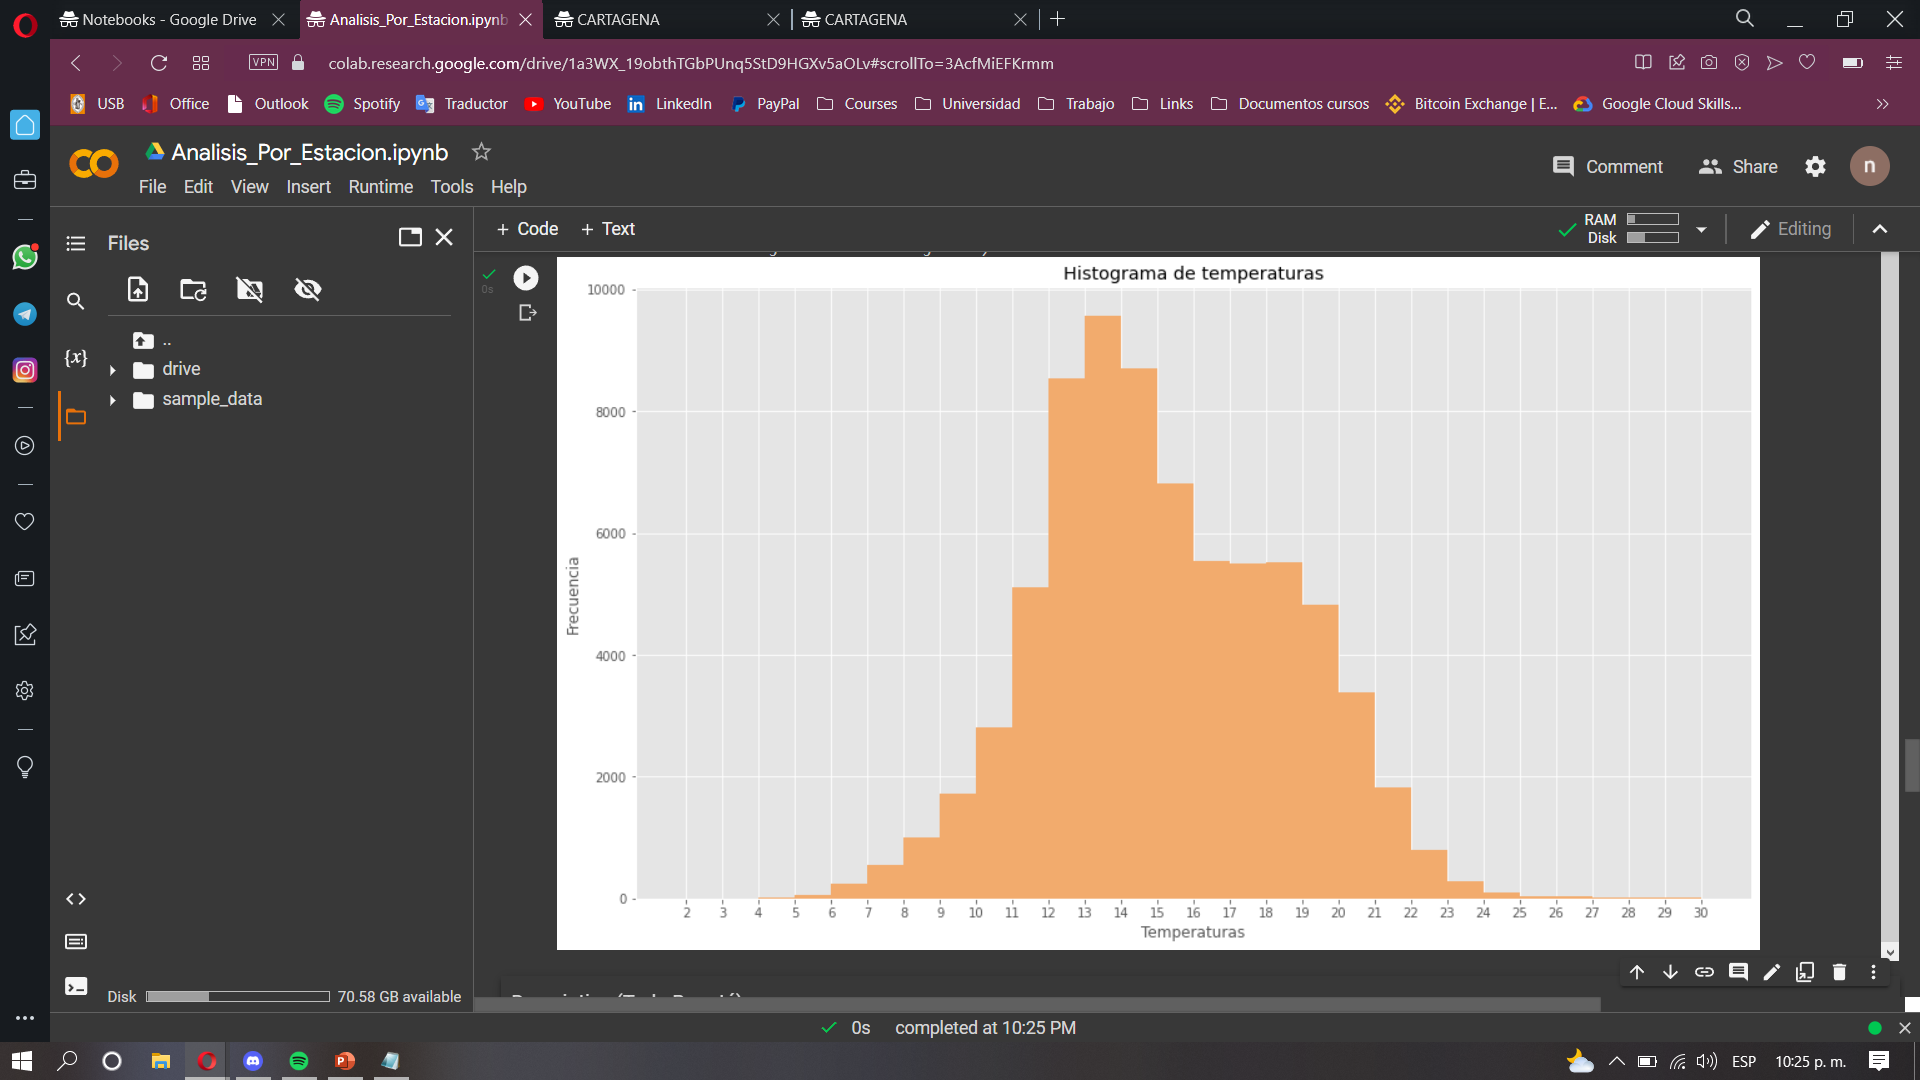 Notebooks - Google Drive
Analisis_Por_Estacion.ipynb
CARTAGENA
CARTAGENA
VPN
colab.research.google.com/drive/1a3WX_19obthTGbPUnq5StD9HGXv5aOLv#scrollTo=3AcfMiEFKrmm
USB
Office
Outlook
Spotify
Traductor
YouTube
LinkedIn
PayPal
Courses
Universidad
Trabajo
Links
Documentos cursos
Bitcoin Exchange | E...
Google Cloud Skills...
Analisis_Por_Estacion.ipynb
Comment
Share
n
File Edit View Insert Runtime Tools Help
Files
+ Code + Text
RAM
Disk
Editing
..
drive
sample_data
{x}
0s
Histograma de temperaturas
10000
8000
6000
4000
2000
0
Frecuencia
2 3 4 5 6 7 8 9 10 11 12 13 14 15 16 17 18 19 20 21 22 23 24 25 26 27 28 29 30
Temperaturas
Disk
70.58 GB available
0s completed at 10:25 PM
ESP
10:25 p. m.